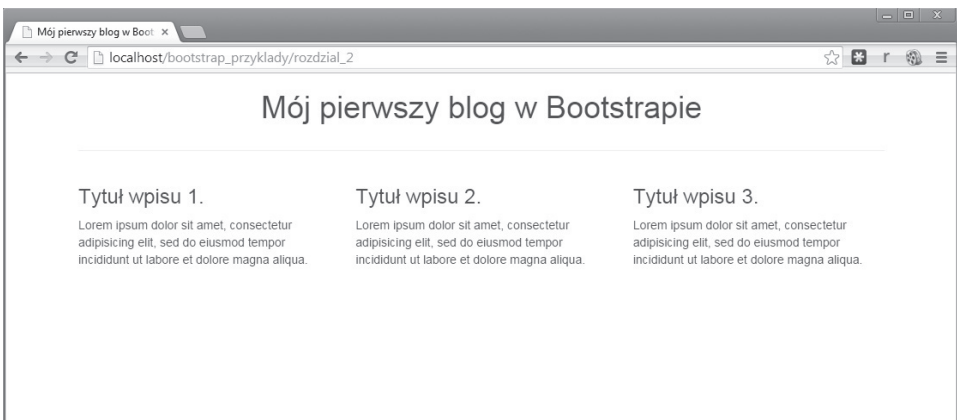 Mój pierwszy blog w Boot
localhost/bootstrap_przyklady/rozdzial_2
Mój pierwszy blog w Bootstrapie
Tytuł wpisu 1.
Lorem ipsum dolor sit amet, consectetur
adipisicing elit, sed do eiusmod tempor
incididunt ut labore et dolore magna aliqua.
Tytuł wpisu 2.
Lorem ipsum dolor sit amet, consectetur
adipisicing elit, sed do eiusmod tempor
incididunt ut labore et dolore magna aliqua.
Tytuł wpisu 3.
Lorem ipsum dolor sit amet, consectetur
adipisicing elit, sed do eiusmod tempor
incididunt ut labore et dolore magna aliqua.